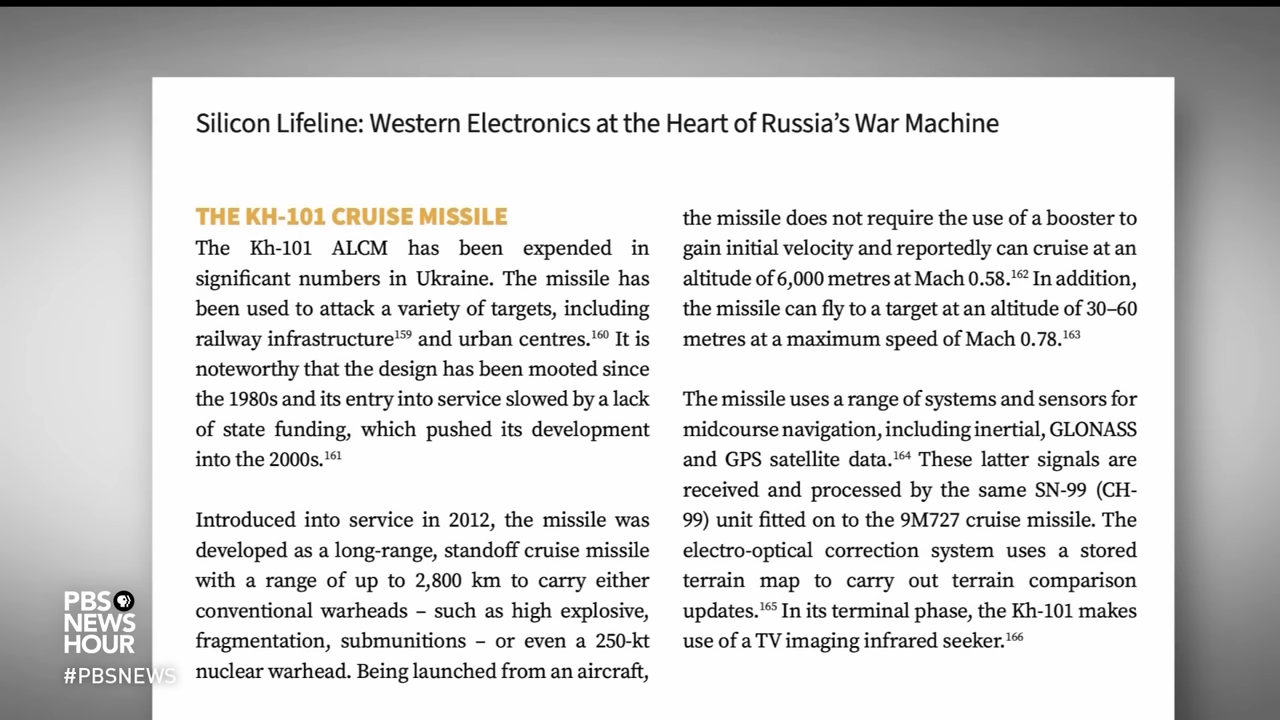 Silicon Lifeline: Western Electronics at the Heart of Russia's War Machine
THE KH-101 CRUISE MISSILE
The Kh-101 ALCM has been expended in
significant numbers in Ukraine. The missile has
been used to attack a variety of targets, including
railway infrastructure¹⁵⁹ and urban centres.¹⁶⁰ It is
noteworthy that the design has been mooted since
the 1980s and its entry into service slowed by a lack
of state funding, which pushed its development
into the 2000s.¹⁶¹
Introduced into service in 2012, the missile was
developed as a long-range, standoff cruise missile
with a range of up to 2,800 km to carry either
conventional warheads – such as high explosive,
fragmentation, submunitions – or even a 250-kt
nuclear warhead. Being launched from an aircraft,
the missile does not require the use of a booster to
gain initial velocity and reportedly can cruise at an
altitude of 6,000 metres at Mach 0.58.¹⁶² In addition,
the missile can fly to a target at an altitude of 30–60
metres at a maximum speed of Mach 0.78.¹⁶³
The missile uses a range of systems and sensors for
midcourse navigation, including inertial, GLONASS
and GPS satellite data.¹⁶⁴ These latter signals are
received and processed by the same SN-99 (CH-
99) unit fitted on to the 9M727 cruise missile. The
electro-optical correction system uses a stored
terrain map to carry out terrain comparison
updates.¹⁶⁵ In its terminal phase, the Kh-101 makes
use of a TV imaging infrared seeker.¹⁶⁶
PBS
NEWS
HOUR
#PBSNEWS